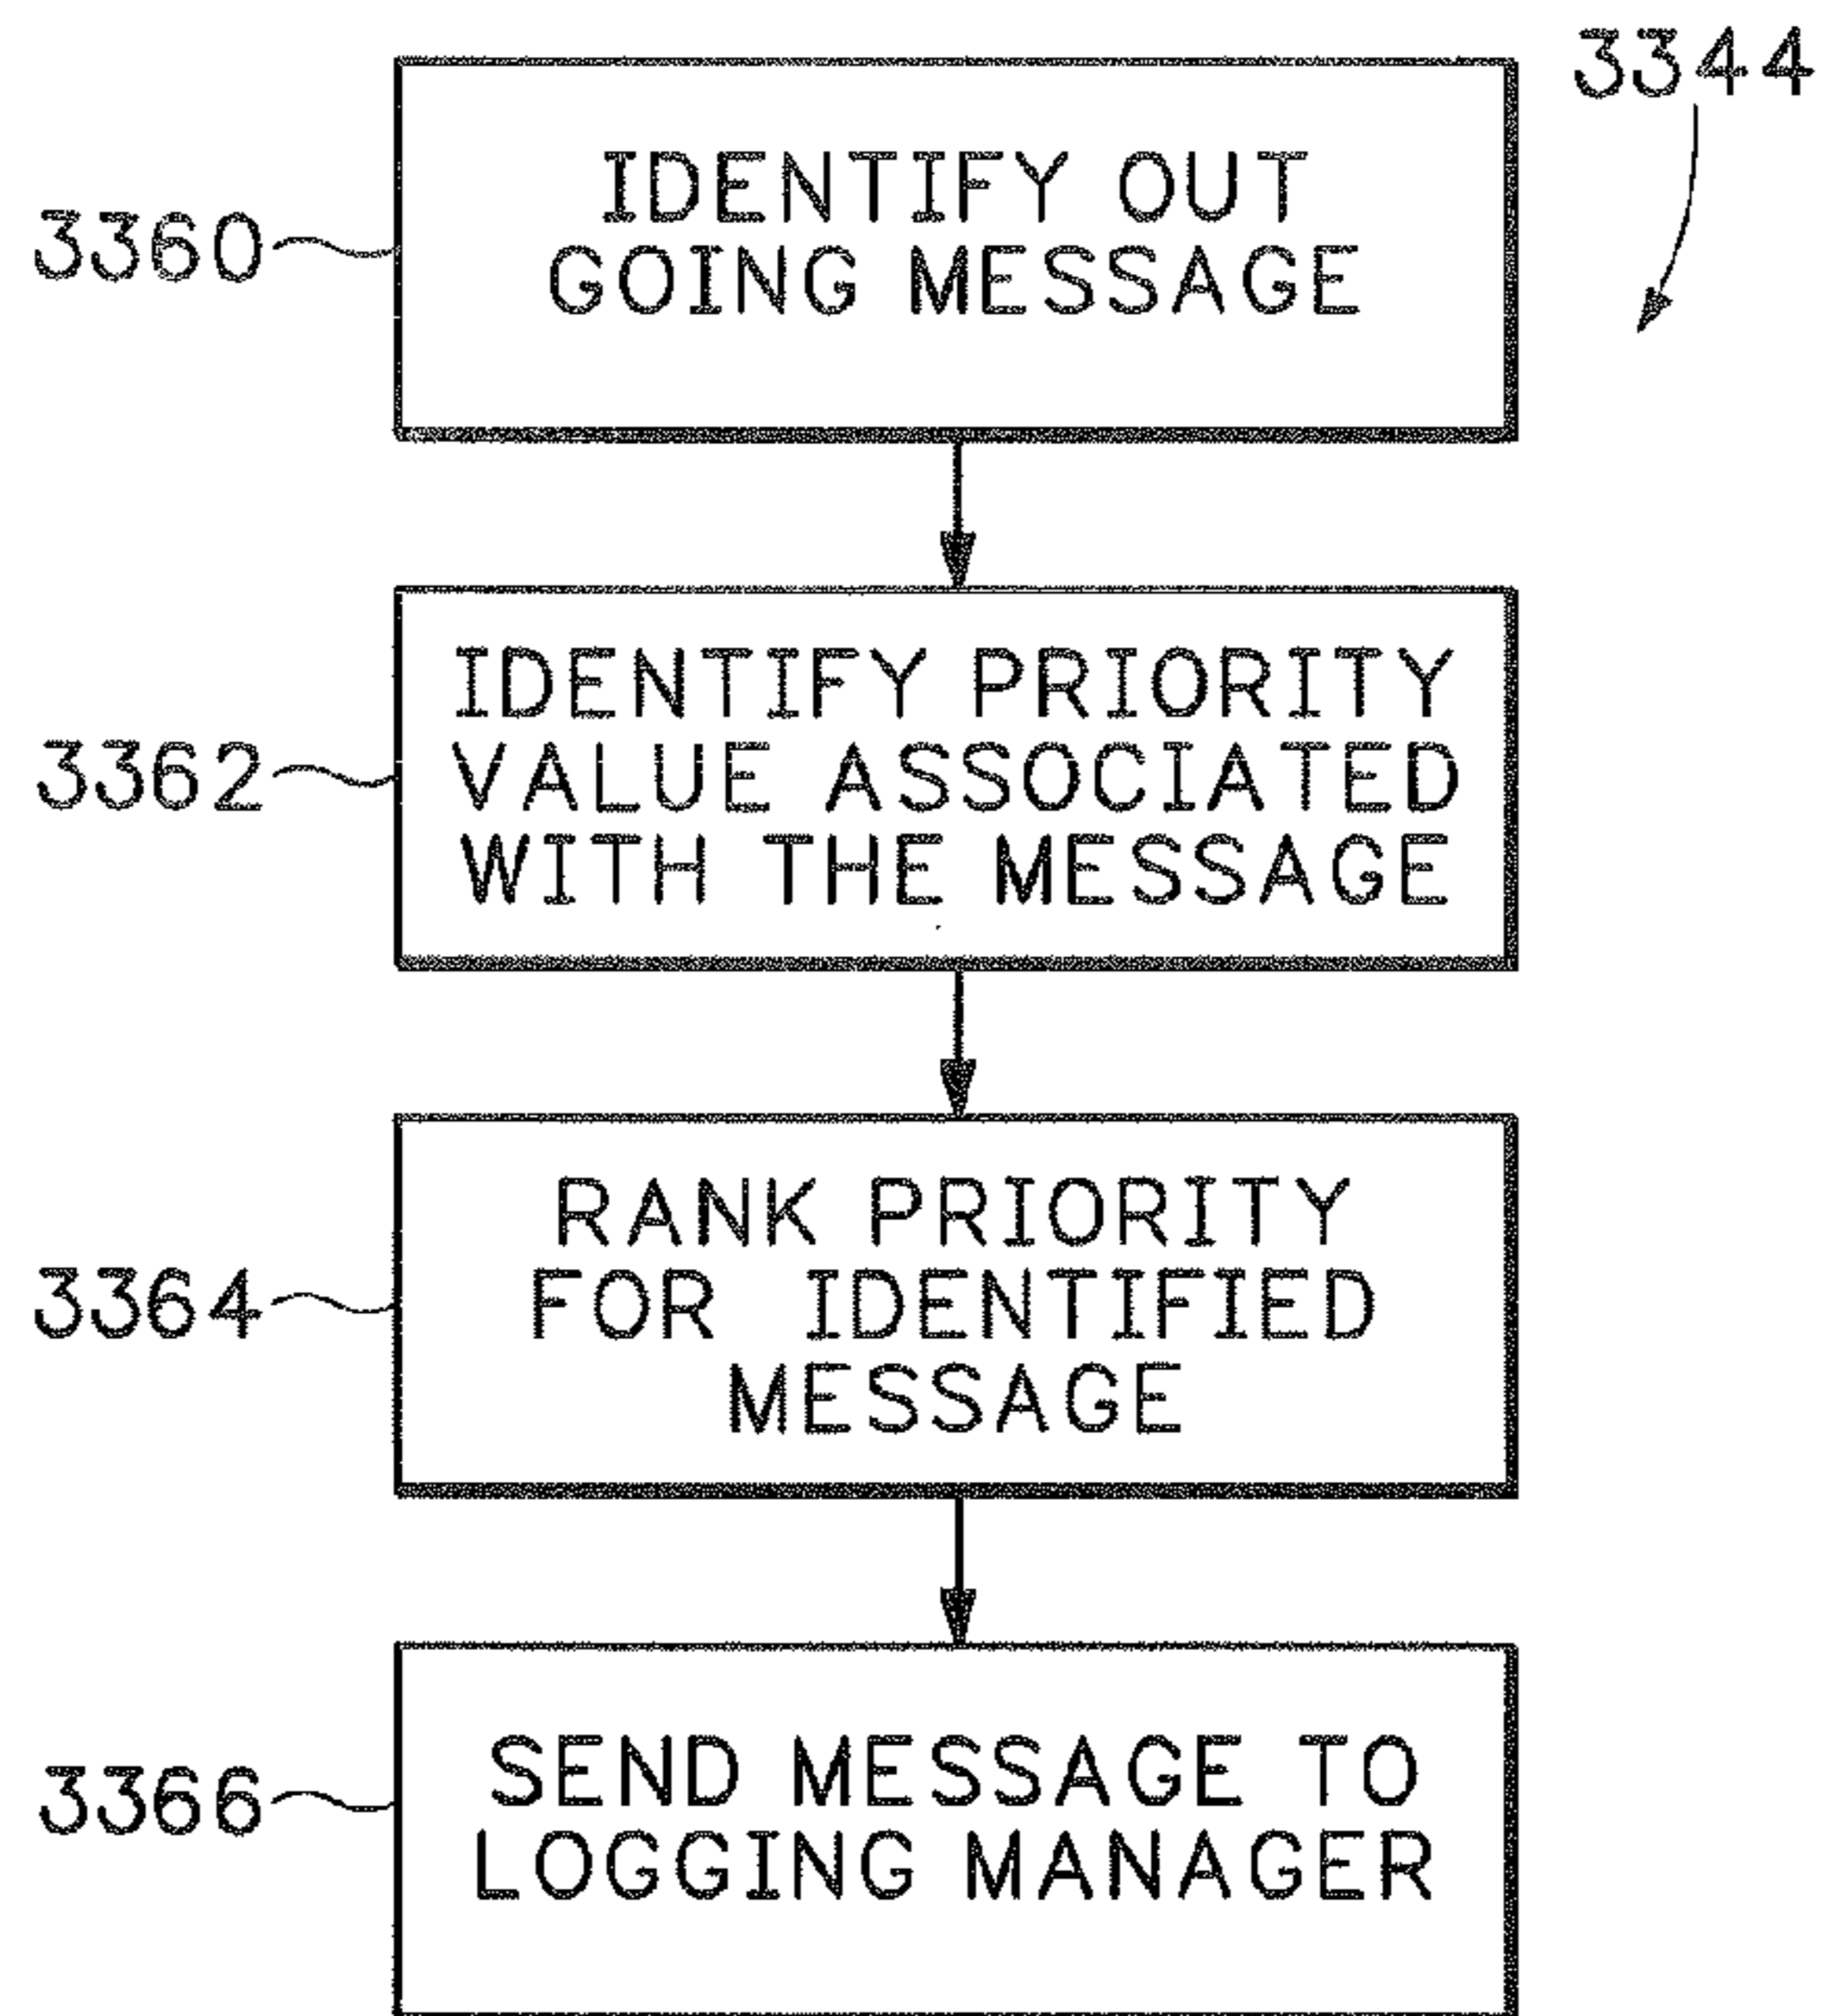 3344
IDENTIFY OUT
GOING MESSAGE
3360
IDENTIFY PRIORITY
VALUE ASSOCIATED
WITH THE MESSAGE
3362
RANK PRIORITY
FOR IDENTIFIED
MESSAGE
3364
SEND MESSAGE TO
LOGGING MANAGER
3366